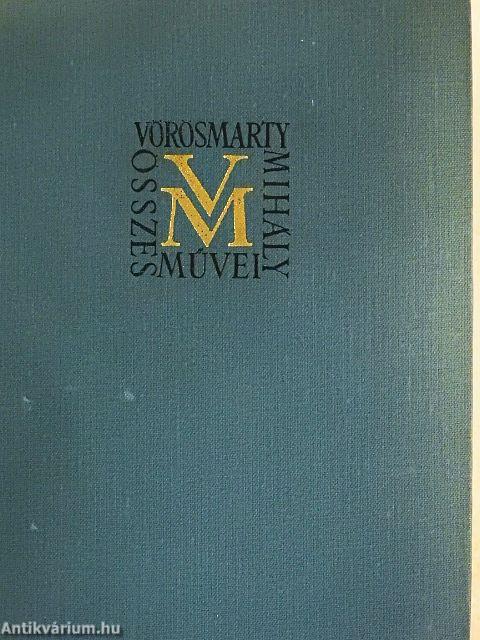 VÖRÖSMARTY
MIHÁLY
ÖSSZES
MŰVEI
VM
Antikvárium.hu